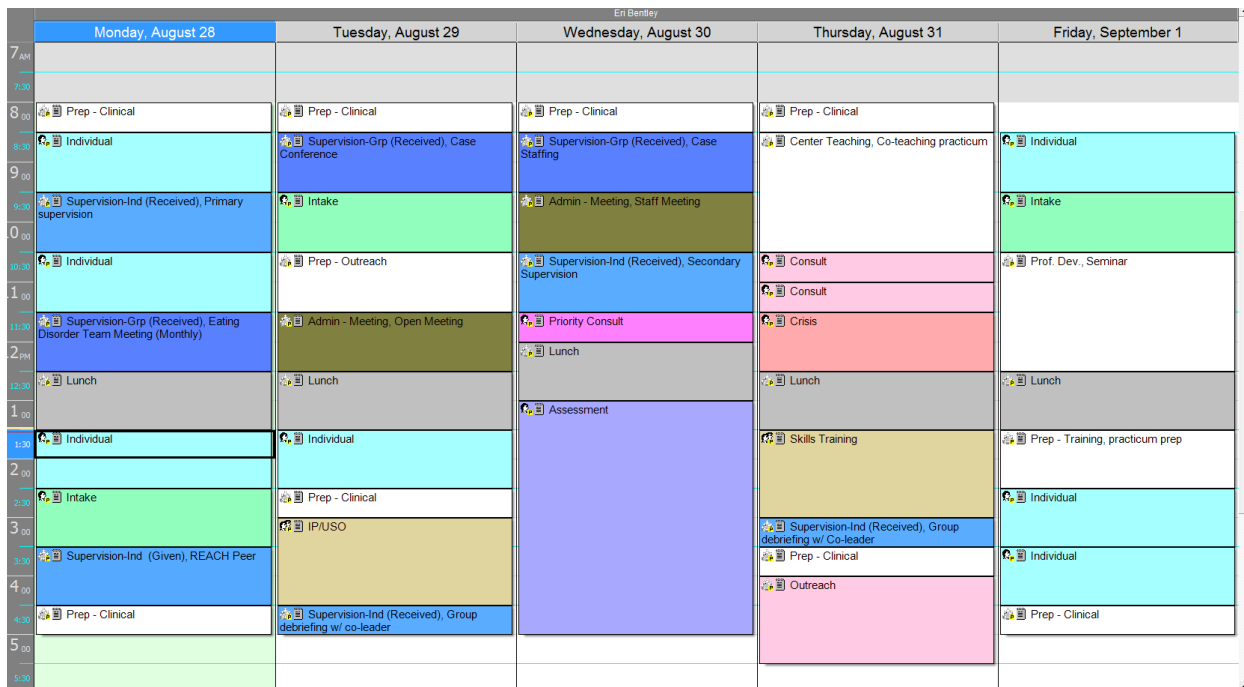 Eri Bentley
Monday, August 28
Tuesday, August 29
Wednesday, August 30
Thursday, August 31
Friday, September 1
7 AM
7:30
8 00
8:30
9 00
9:30
.0 00
10:30
.1 00
11:30
.2 PM
12:30
1 00
1:30
2 00
2:30
3 00
3:30
4 00
4:30
5 00
5:30
Prep - Clinical
Individual
Supervision-Ind (Received), Primary
supervision
Individual
Supervision-Grp (Received), Eating
Disorder Team Meeting (Monthly)
Lunch
Individual
Intake
Supervision-Ind (Given), REACH Peer
Prep - Clinical
Prep - Clinical
Supervision-Grp (Received), Case
Conference
Intake
Prep - Outreach
Admin - Meeting, Open Meeting
Lunch
Individual
Prep - Clinical
IP/USO
Supervision-Ind (Received), Group
debriefing w/ co-leader
Prep - Clinical
Supervision-Grp (Received), Case
Staffing
Admin - Meeting, Staff Meeting
Supervision-Ind (Received), Secondary
Supervision
Priority Consult
Lunch
Assessment
Prep - Clinical
Center Teaching, Co-teaching practicum
Consult
Consult
Crisis
Lunch
Skills Training
Supervision-Ind (Received), Group
debriefing w/ Co-leader
Prep - Clinical
Outreach
Individual
Intake
Prof. Dev., Seminar
Lunch
Prep - Training, practicum prep
Individual
Individual
Prep - Clinical